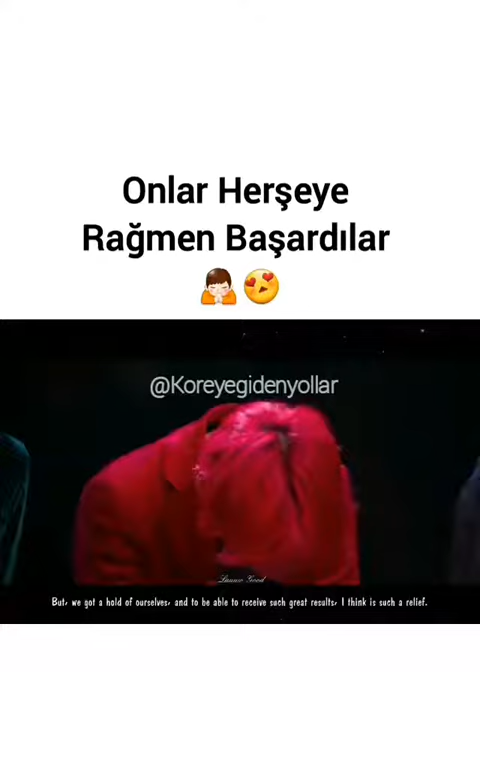 Onlar Herşeye
Rağmen Başardılar
🙏😍
@Koreyegidenyollar
But, we got a hold of ourselves, and to be able to receive such great results, I think is such a relief.